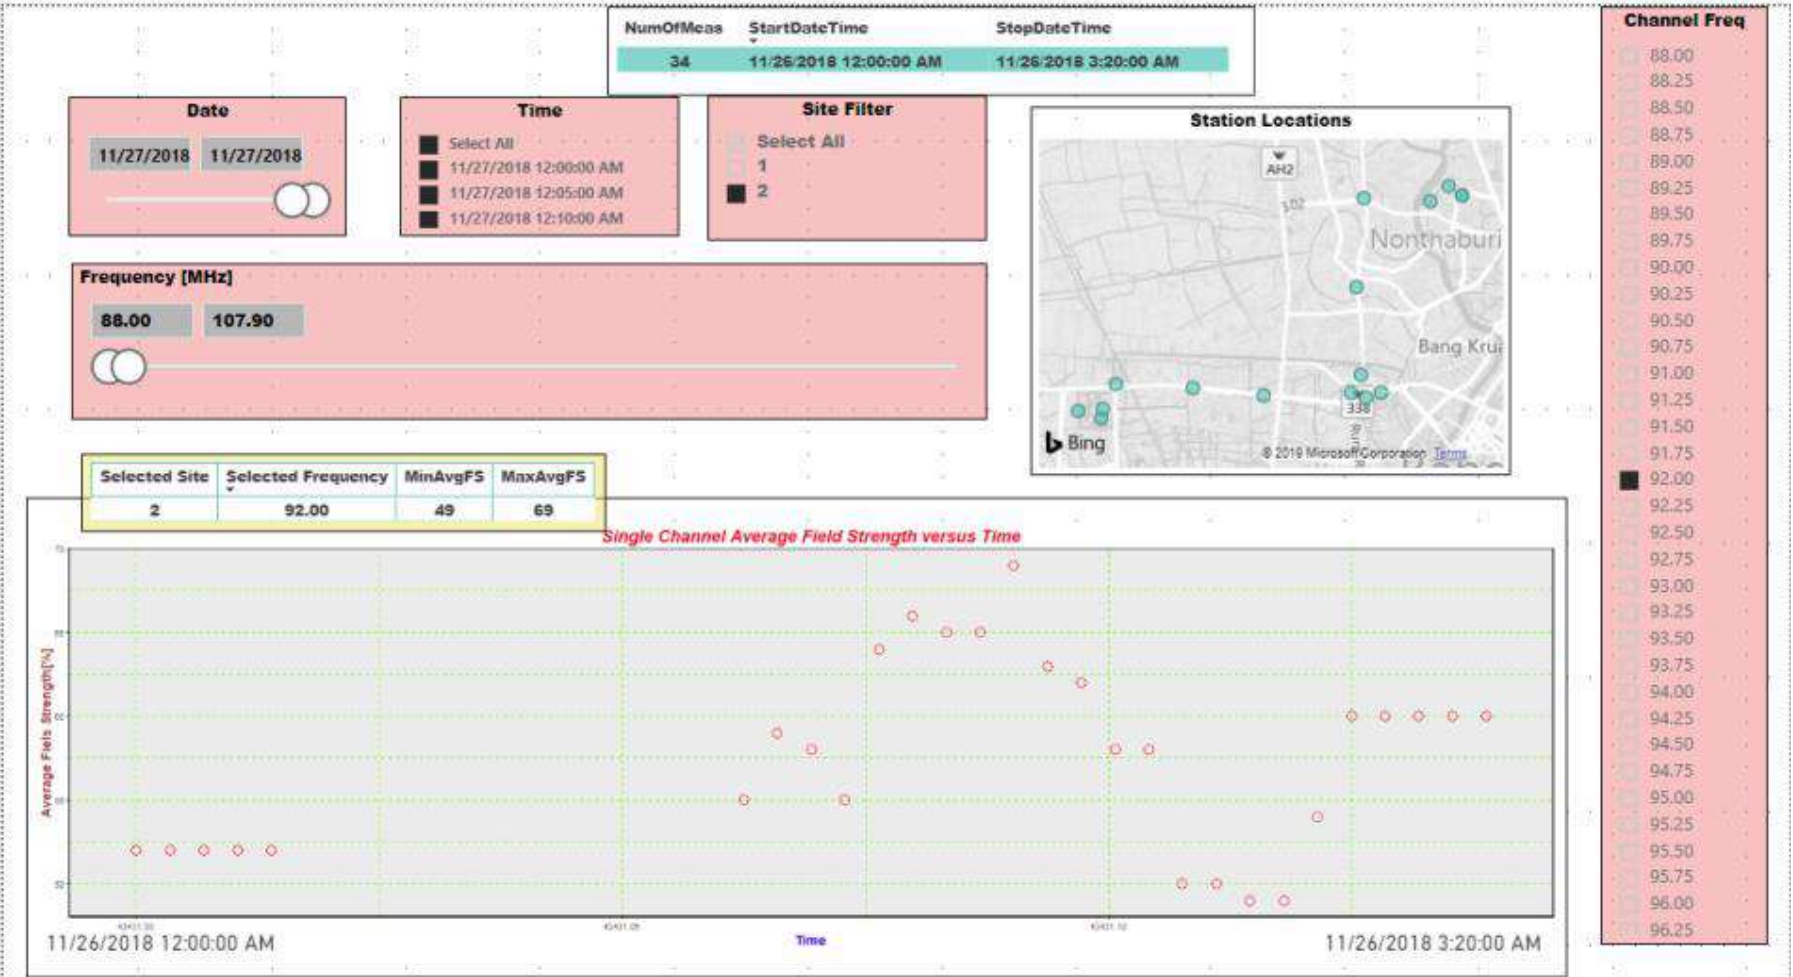 NumOfMeas StartDateTime StopDateTime
34 11/26/2018 12:00:00 AM 11/26/2018 3:20:00 AM
Date
11/27/2018 11/27/2018
Time
Select All
11/27/2018 12:00:00 AM
11/27/2018 12:05:00 AM
11/27/2018 12:10:00 AM
Site Filter
Select All
1
2
Frequency [MHz]
88.00 107.90
Station Locations
AH2
Nonthaburi
Bang Krua
338
Bing
© 2019 Microsoft Corporation Terms
Channel Freq
88.00
88.25
88.50
88.75
89.00
89.25
89.50
89.75
90.00
90.25
90.50
90.75
91.00
91.25
91.50
91.75
92.00
92.25
92.50
92.75
93.00
93.25
93.50
93.75
94.00
94.25
94.50
94.75
95.00
95.25
95.50
95.75
96.00
96.25
Selected Site Selected Frequency MinAvgFS MaxAvgFS
2 92.00 49 69
Single Channel Average Field Strength versus Time
Average Fiels Strength[%]
Time
11/26/2018 12:00:00 AM
11/26/2018 3:20:00 AM